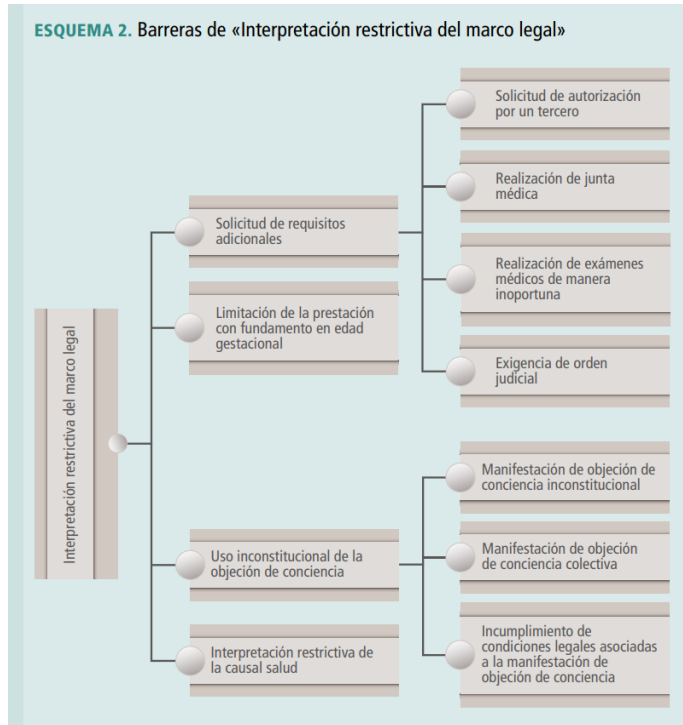 ESQUEMA 2. Barreras de «Interpretación restrictiva del marco legal»
Interpretación restrictiva del marco legal
Solicitud de requisitos
adicionales
Limitación de la prestación
con fundamento en edad
gestacional
Uso inconstitucional de la
objeción de conciencia
Interpretación restrictiva de
la causal salud
Solicitud de autorización
por un tercero
Realización de junta
médica
Realización de exámenes
médicos de manera
inoportuna
Exigencia de orden
judicial
Manifestación de objeción de
conciencia inconstitucional
Manifestación de objeción
de conciencia colectiva
Incumplimiento de
condiciones legales asociadas
a la manifestación de
objeción de conciencia